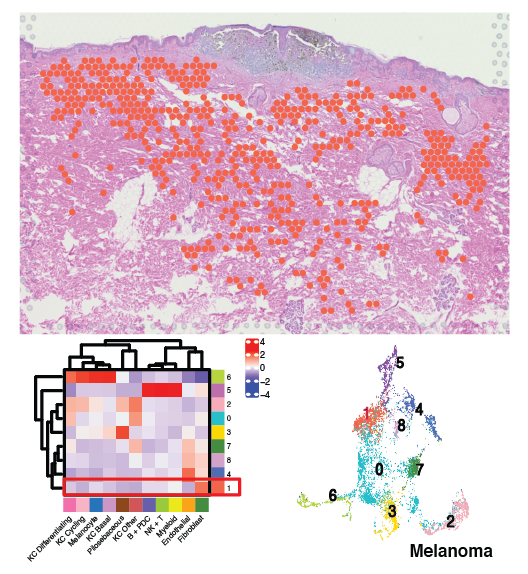 4
2
0
−2
−4
6
5
2
0
3
7
8
4
1
KC Differentiating
KC Cycling
Melanocyte
KC Basal
Pilosebaceous
KC Other
B + PDC
NK + T
Myeloid
Endothelial
Fibroblast
5
1
4
8
0
7
6
3
2
Melanoma